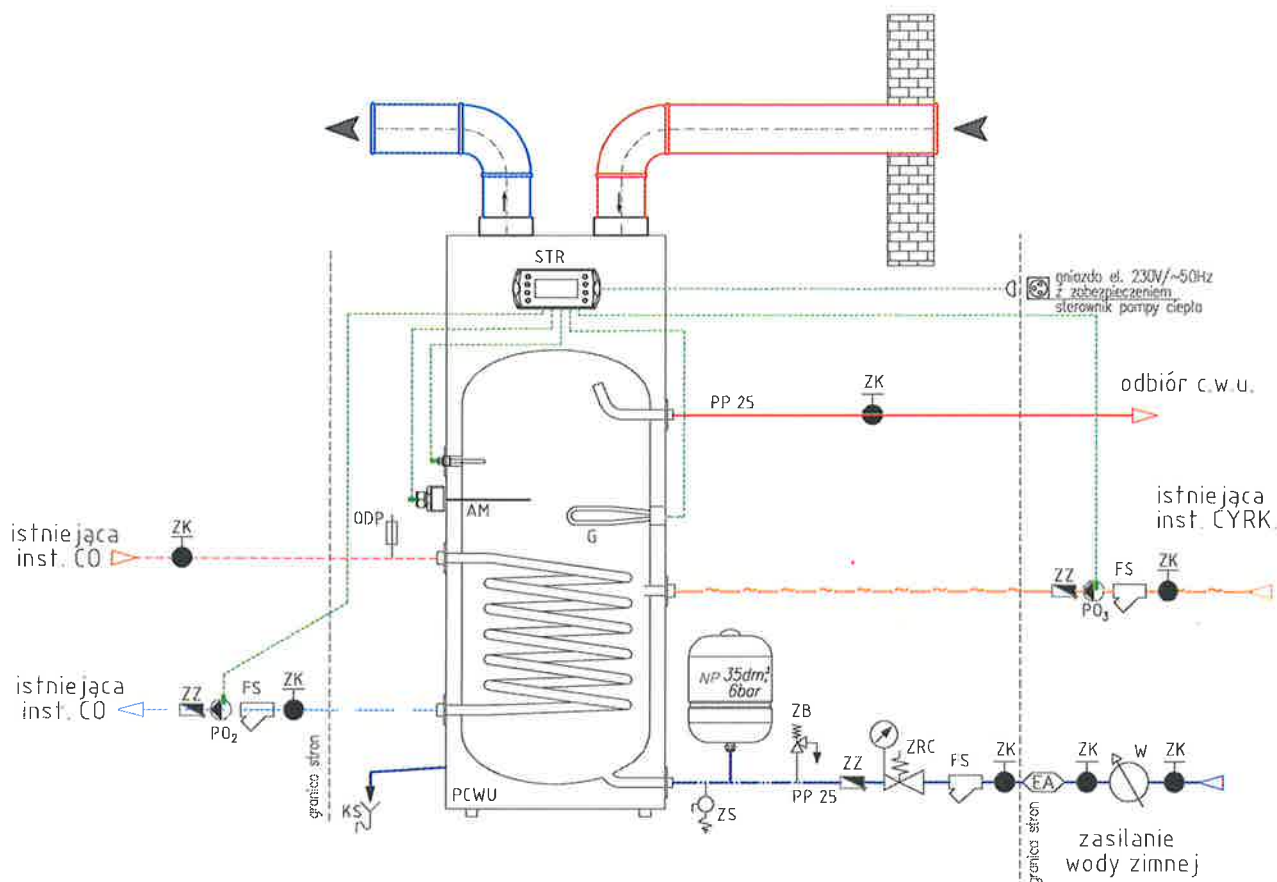 STR
gniazdo el. 230V/~50Hz
z zabezpieczeniem
sterownik pompy ciepła
ZK
odbiór c.w.u.
PP 25
istniejąca
inst. CYRK.
AM
ODP
G
istniejąca
inst. CO
ZK
ZZ
FS
ZK
PO3
istniejąca
inst. CO
ZZ
FS
ZK
PO2
NP 35dm³
6bar
ZB
ZRC
ZZ
FS
ZK
ZK
W
ZK
EA
granica stron
KS
PCWU
ZS
PP 25
granica stron
zasilanie
wody zimnej